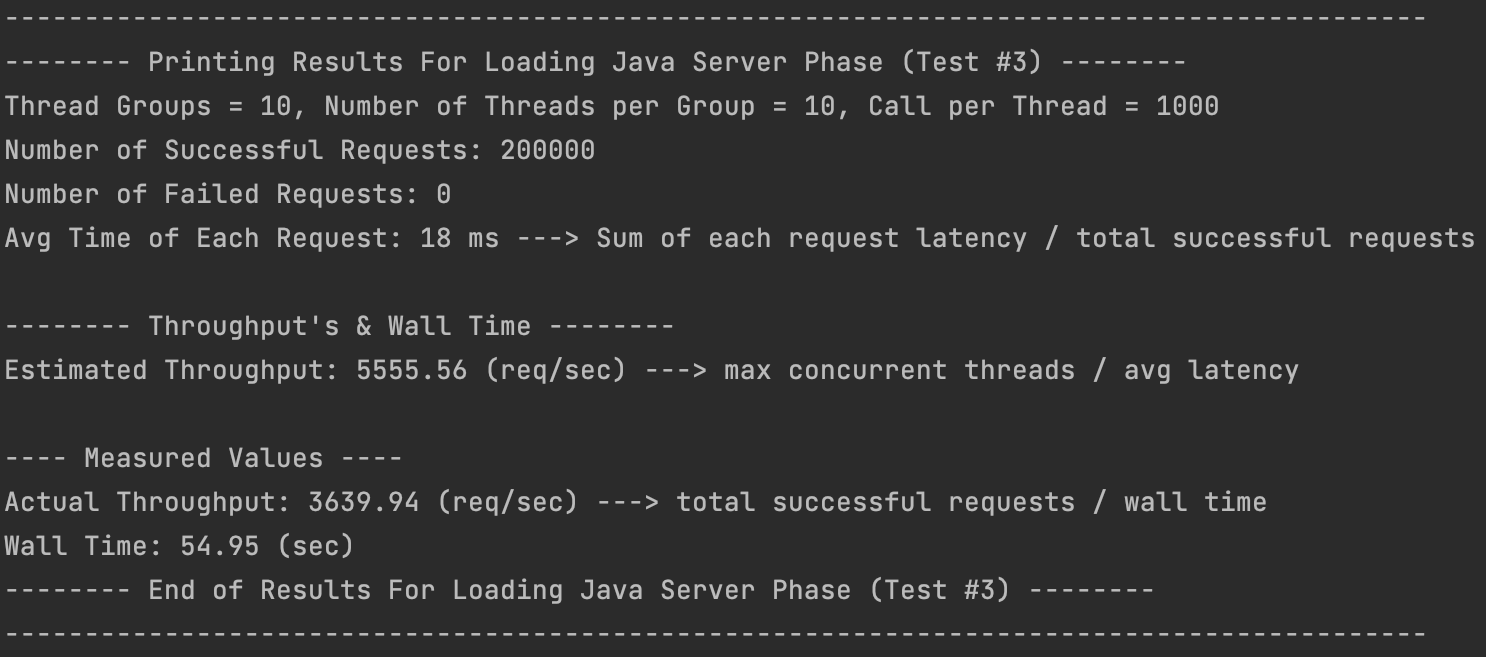 -----------------------------------------------------------------------------------------
-------- Printing Results For Loading Java Server Phase (Test #3) --------
Thread Groups = 10, Number of Threads per Group = 10, Call per Thread = 1000
Number of Successful Requests: 200000
Number of Failed Requests: 0
Avg Time of Each Request: 18 ms ---> Sum of each request latency / total successful requests
-------- Throughput's & Wall Time --------
Estimated Throughput: 5555.56 (req/sec) ---> max concurrent threads / avg latency
---- Measured Values ----
Actual Throughput: 3639.94 (req/sec) ---> total successful requests / wall time
Wall Time: 54.95 (sec)
-------- End of Results For Loading Java Server Phase (Test #3) --------
-----------------------------------------------------------------------------------------